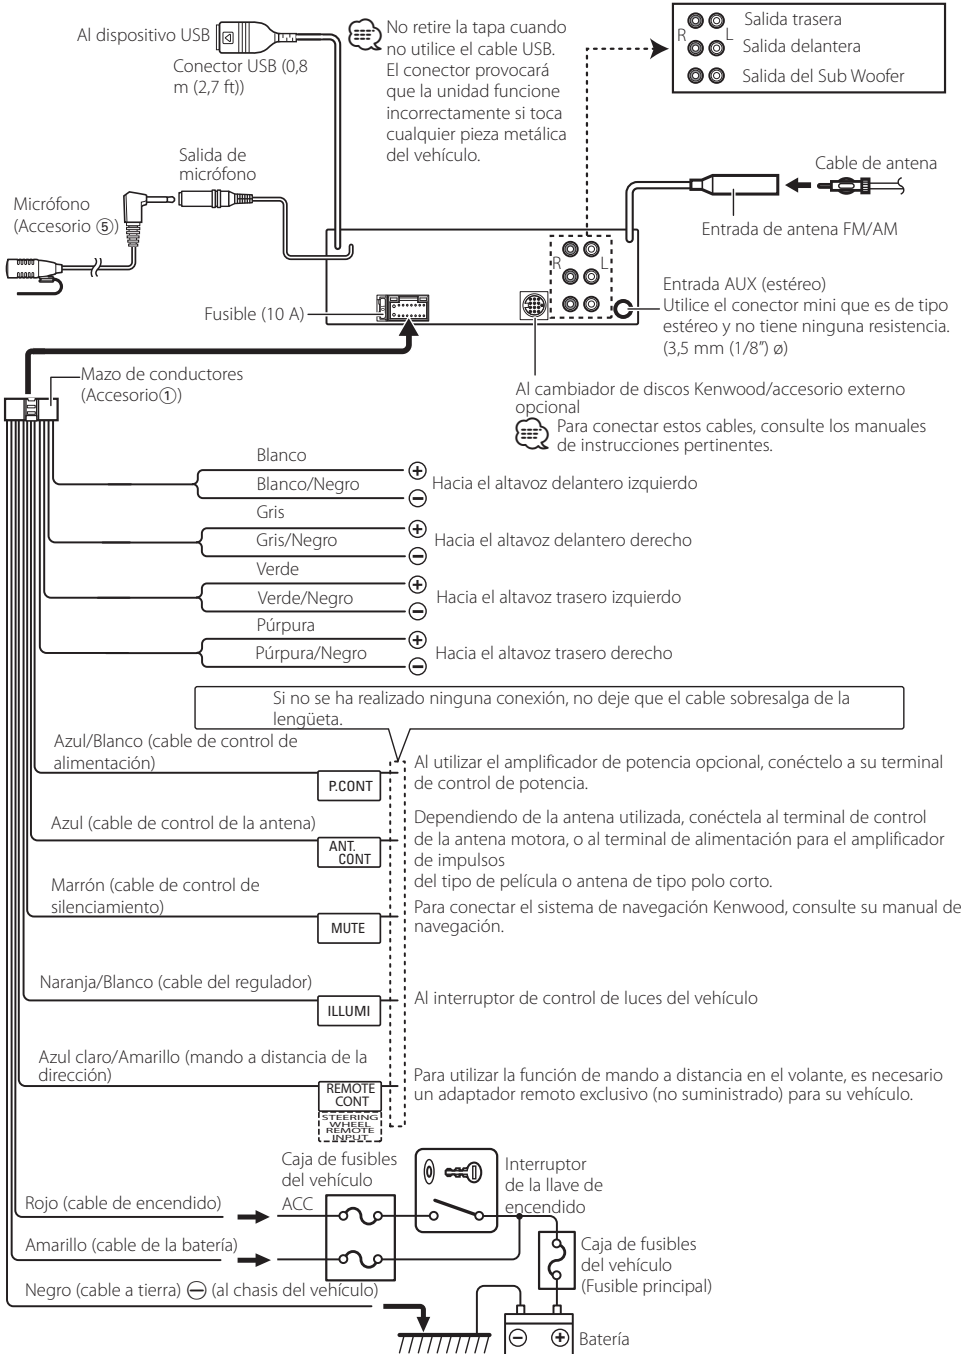 Al dispositivo USB
Conector USB (0,8
m (2,7 ft))
No retire la tapa cuando
no utilice el cable USB.
El conector provocará
que la unidad funcione
incorrectamente si toca
cualquier pieza metálica
del vehículo.
R L
Salida trasera
Salida delantera
Salida del Sub Woofer
Salida de
micrófono
Micrófono
(Accesorio ⑤)
Cable de antena
Entrada de antena FM/AM
R L
Fusible (10 A)
Entrada AUX (estéreo)
Utilice el conector mini que es de tipo
estéreo y no tiene ninguna resistencia.
(3,5 mm (1/8") ø)
Mazo de conductores
(Accesorio①)
Al cambiador de discos Kenwood/accesorio externo
opcional
Para conectar estos cables, consulte los manuales
de instrucciones pertinentes.
Blanco
Blanco/Negro
⊕
⊖
Hacia el altavoz delantero izquierdo
Gris
Gris/Negro
⊕
⊖
Hacia el altavoz delantero derecho
Verde
Verde/Negro
⊕
⊖
Hacia el altavoz trasero izquierdo
Púrpura
Púrpura/Negro
⊕
⊖
Hacia el altavoz trasero derecho
Si no se ha realizado ninguna conexión, no deje que el cable sobresalga de la
lengüeta.
Azul/Blanco (cable de control de
alimentación)
P.CONT
Al utilizar el amplificador de potencia opcional, conéctelo a su terminal
de control de potencia.
Azul (cable de control de la antena)
ANT.
CONT
Dependiendo de la antena utilizada, conéctela al terminal de control
de la antena motora, o al terminal de alimentación para el amplificador
de impulsos
del tipo de película o antena de tipo polo corto.
Marrón (cable de control de
silenciamiento)
MUTE
Para conectar el sistema de navegación Kenwood, consulte su manual de
navegación.
Naranja/Blanco (cable del regulador)
ILLUMI
Al interruptor de control de luces del vehículo
Azul claro/Amarillo (mando a distancia de la
dirección)
REMOTE
CONT
STEERING
WHEEL
REMOTE
INPUT
Para utilizar la función de mando a distancia en el volante, es necesario
un adaptador remoto exclusivo (no suministrado) para su vehículo.
Caja de fusibles
del vehículo
Interruptor
de la llave de
encendido
Rojo (cable de encendido)
ACC
Amarillo (cable de la batería)
Caja de fusibles
del vehículo
(Fusible principal)
Negro (cable a tierra) ⊖ (al chasis del vehículo)
⊖ ⊕
Batería